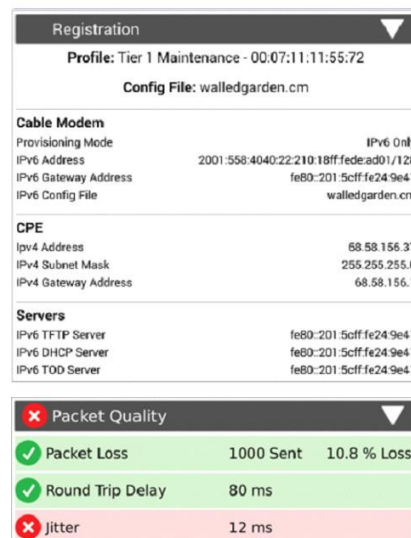 Registration
Profile: Tier 1 Maintenance - 00:07:11:11:55:72
Config File: walledgarden.cm
Cable Modem
Provisioning Mode IPv6 Only
IPv6 Address 2001:558:4040:22:210:18ff:fede:ad01/128
IPv6 Gateway Address fe80::201:5cff:fe24:9e4
IPv6 Config File walledgarden.cm
CPE
Ipv4 Address 68.58.156.3
IPv4 Subnet Mask 255.255.255.
IPv4 Gateway Address 68.58.156.
Servers
IPv6 TFTP Server fe80::201:5cff:fe24:9e4
IPv6 DHCP Server fe80::201:5cff:fe24:9e4
IPv6 TOD Server fe80::201:5cff:fe24:9e4
Packet Quality
Packet Loss 1000 Sent 10.8 % Loss
Round Trip Delay 80 ms
Jitter 12 ms